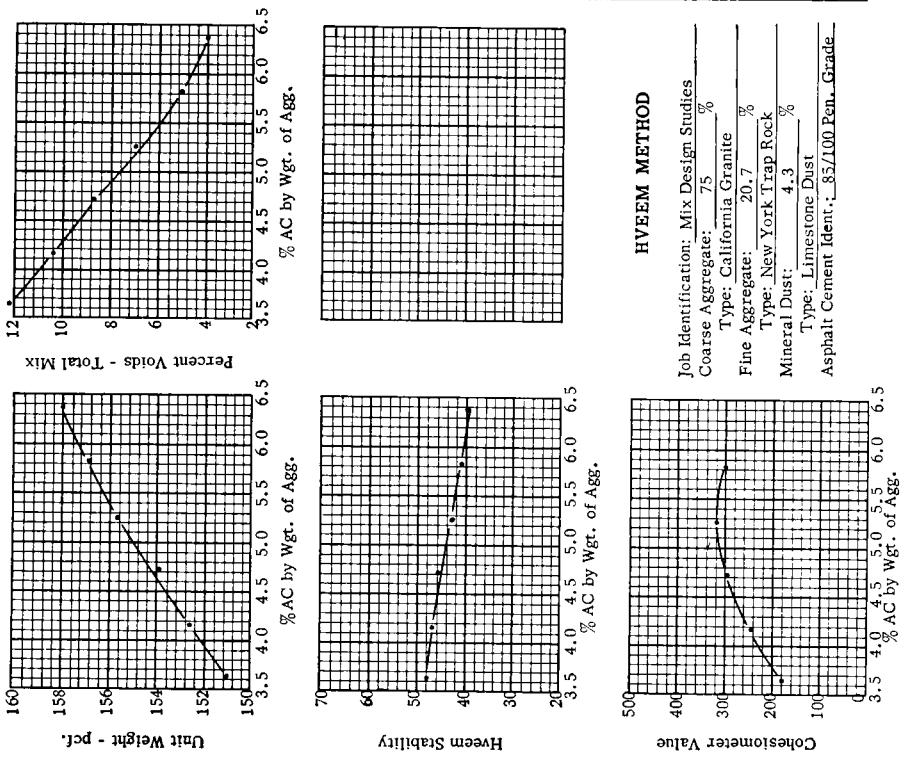 Unit Weight - pcf.
160
158
156
154
152
150
3.5 4.0 4.5 5.0 5.5 6.0 6.5
% AC by Wgt. of Agg.
Percent Voids - Total Mix
12
10
8
6
4
2
3.5 4.0 4.5 5.0 5.5 6.0 6.5
% AC by Wgt. of Agg.
Hveem Stability
70
60
50
40
30
20
3.5 4.0 4.5 5.0 5.5 6.0 6.5
% AC by Wgt. of Agg.
Cohesiometer Value
500
400
300
200
100
0
3.5 4.0 4.5 5.0 5.5 6.0 6.5
% AC by Wgt. of Agg.
HVEEM METHOD
Job Identification: Mix Design Studies
Coarse Aggregate: 75 %
Type: California Granite
Fine Aggregate: 20.7 %
Type: New York Trap Rock
Mineral Dust: 4.3 %
Type: Limestone Dust
Asphalt Cement Ident.: 85/100 Pen. Grade